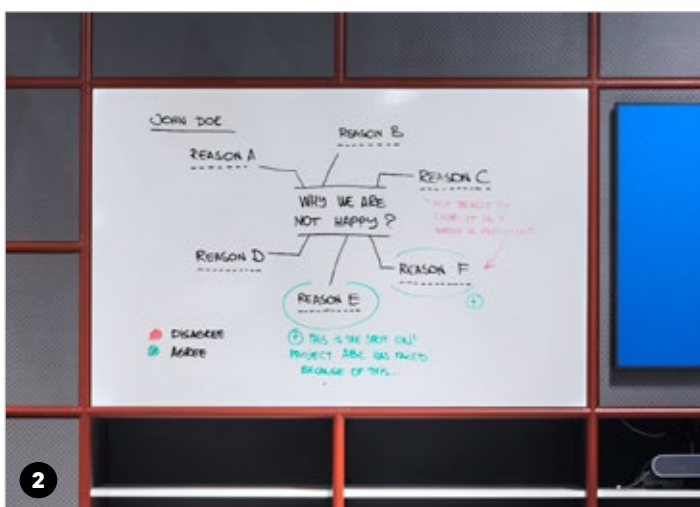 JOHN DOE
REASON A
REASON B
REASON C
WHY WE ARE
NOT HAPPY?
REASON D
REASON E
REASON F
DISAGREE
AGREE
+ THIS IS THE SPOT ON!
PROJECT ABC HAS FAILED
BECAUSE OF THIS...
+
2